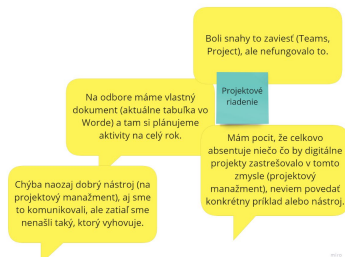 Boli snahy to zaviesť (Teams,
Project), ale nefungovalo to.
Projektové
riadenie
Na odbore máme vlastný
dokument (aktuálne tabuľka vo
Worde) a tam si plánujeme
aktivity na celý rok.
Mám pocit, že celkovo
absentuje niečo čo by digitálne
projekty zastrešovalo v tomto
zmysle (projektový
manažment), neviem povedať
konkrétny príklad alebo nástroj.
Chýba naozaj dobrý nástroj (na
projektový manažment), aj sme
to komunikovali, ale zatiaľ sme
nenašli taký, ktorý vyhovuje.
miro